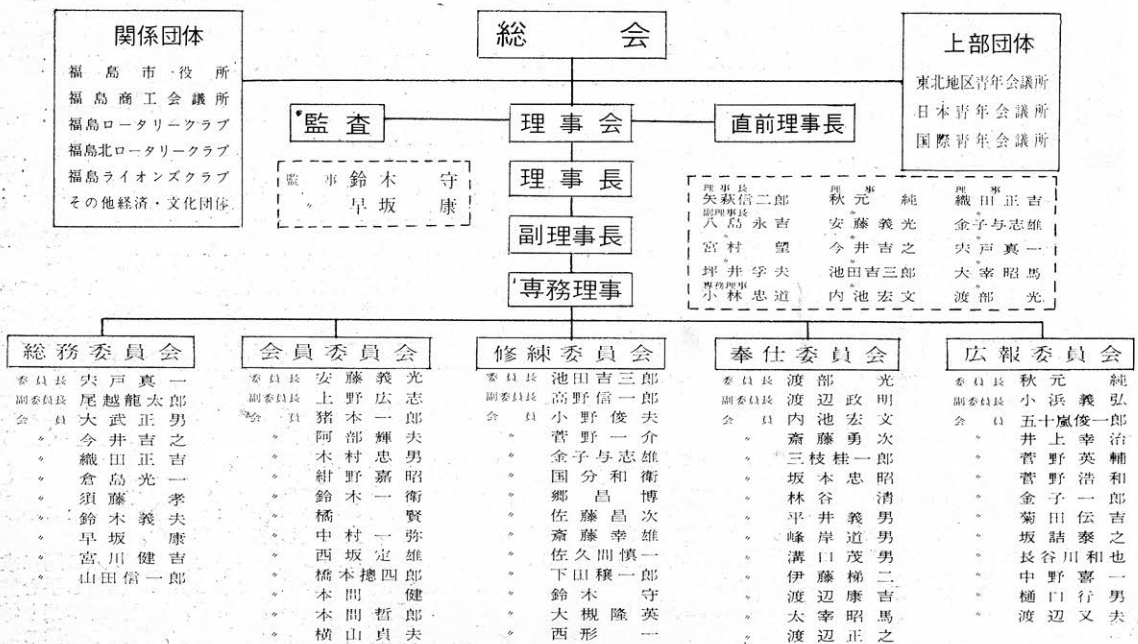 総会
関係団体
福島市役所
福島商工会議所
福島ロータリークラブ
福島北ロータリークラブ
福島ライオンズクラブ
その他経済・文化団体
上部団体
東北地区青年会議所
日本青年会議所
国際青年会議所
監査
理事会
直前理事長
監事 鈴木守
〃 早坂康
理事長
副理事長
専務理事
理事長 理事 理事
矢萩信二郎 秋元純 織田正吉
副理事長 〃 〃
八島永吉 安藤義光 金子与志雄
〃 〃 〃
宮村望 今井吉之 宍戸真一
〃 〃 〃
坪井孚夫 池田吉三郎 太宰昭馬
専務理事 〃 〃
小林忠道 内池宏文 渡部光
総務委員会
委員長 宍戸真一
副委員長 尾越龍太郎
会員 大武正男
〃 今井吉之
〃 織田正吉
〃 倉島光一
〃 須藤孝
〃 鈴木義夫
〃 早坂康
〃 宮川健吉
〃 山田信一郎
会員委員会
委員長 安藤義光
副委員長 上野広志
会員 猪本一郎
〃 阿部輝夫
〃 木村忠男
〃 紺野嘉昭
〃 鈴木一衛
〃 橘賢
〃 中村一弥
〃 西坂定雄
〃 橋本摠四郎
〃 本間健
〃 本間哲郎
〃 横山貞夫
修練委員会
委員長 池田吉三郎
副委員長 高野信一郎
会員 小野俊夫
〃 菅野一介
〃 金子与志雄
〃 国分和衛
〃 郷昌博
〃 佐藤昌次
〃 斎藤幸雄
〃 佐久間慎一
〃 下田穣一郎
〃 鈴木守
〃 大槻隆英
〃 西形一
奉仕委員会
委員長 渡部光
副委員長 渡辺政明
会員 内池宏文
〃 斎藤勇次
〃 三枝桂一郎
〃 坂本忠昭
〃 林谷清
〃 平井義男
〃 峰岸道男
〃 溝口茂男
〃 伊藤梯二
〃 渡辺康吉
〃 太宰昭馬
〃 渡辺正之
広報委員会
委員長 秋元純
副委員長 小浜義弘
会員 五十嵐俊一郎
〃 井上幸治
〃 菅野英輔
〃 菅野浩和
〃 金子一郎
〃 菊田伝吉
〃 坂詰泰之
〃 長谷川和也
〃 中野喜一
〃 樋口行男
〃 渡辺又夫